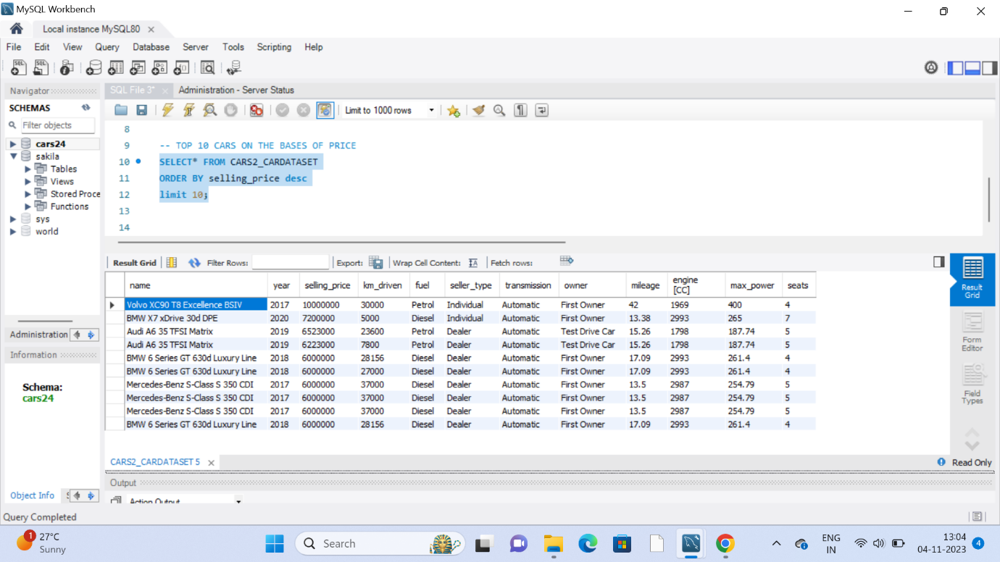 MySQL Workbench
Local instance MySQL80
File Edit View Query Database Server Tools Scripting Help
Navigator
SCHEMAS
Filter objects
cars24
sakila
Tables
Views
Stored Proce
Functions
sys
world
Administration
Information
Schema:
cars24
Object Info
SQL File 3*
Administration - Server Status
Limit to 1000 rows
8
9 -- TOP 10 CARS ON THE BASES OF PRICE
10 SELECT* FROM CARS2_CARDATASET
11 ORDER BY selling_price desc
12 limit 10;
13
14
Result Grid Filter Rows: Export: Wrap Cell Content: Fetch rows:
name year selling_price km_driven fuel seller_type transmission owner mileage engine [CC] max_power seats
Volvo XC90 T8 Excellence BSIV 2017 10000000 30000 Petrol Individual Automatic First Owner 42 1969 400 4
BMW X7 xDrive 30d DPE 2020 7200000 5000 Diesel Individual Automatic First Owner 13.38 2993 265 7
Audi A6 35 TFSI Matrix 2019 6523000 23600 Petrol Dealer Automatic Test Drive Car 15.26 1798 187.74 5
Audi A6 35 TFSI Matrix 2019 6223000 7800 Petrol Dealer Automatic Test Drive Car 15.26 1798 187.74 5
BMW 6 Series GT 630d Luxury Line 2018 6000000 28156 Diesel Dealer Automatic First Owner 17.09 2993 261.4 4
BMW 6 Series GT 630d Luxury Line 2018 6000000 27000 Diesel Dealer Automatic First Owner 17.09 2993 261.4 4
Mercedes-Benz S-Class S 350 CDI 2017 6000000 37000 Diesel Dealer Automatic First Owner 13.5 2987 254.79 5
Mercedes-Benz S-Class S 350 CDI 2017 6000000 37000 Diesel Dealer Automatic First Owner 13.5 2987 254.79 5
Mercedes-Benz S-Class S 350 CDI 2017 6000000 37000 Diesel Dealer Automatic First Owner 13.5 2987 254.79 5
BMW 6 Series GT 630d Luxury Line 2018 6000000 28156 Diesel Dealer Automatic First Owner 17.09 2993 261.4 4
Result
Grid
Form
Editor
Field
Types
CARS2_CARDATASET 5
Read Only
Output
Action Output
Query Completed
1
27°C
Sunny
Search
ENG
IN
13:04
04-11-2023
4